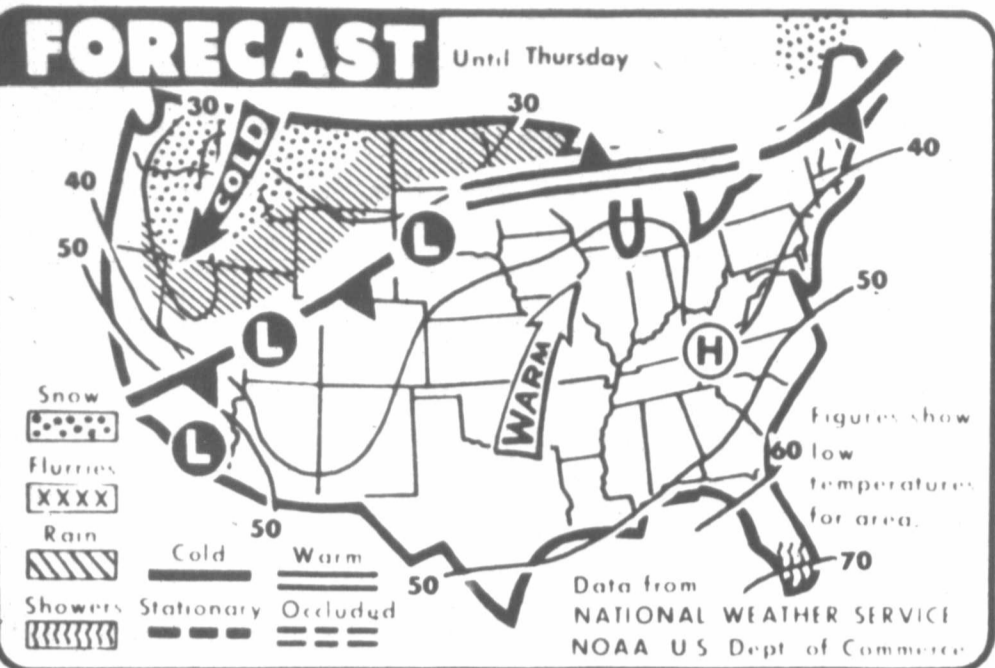 FORECAST Until Thursday
30
30
COLD
40
40
50
L
50
L
H
WARM
L
Snow
Flurries
XXXX
Rain
Showers
50
Cold
Warm
Stationary
Occluded
50
60
70
Figures show
low
temperatures
for area.
Data from
NATIONAL WEATHER SERVICE
NOAA U S Dept of Commerce